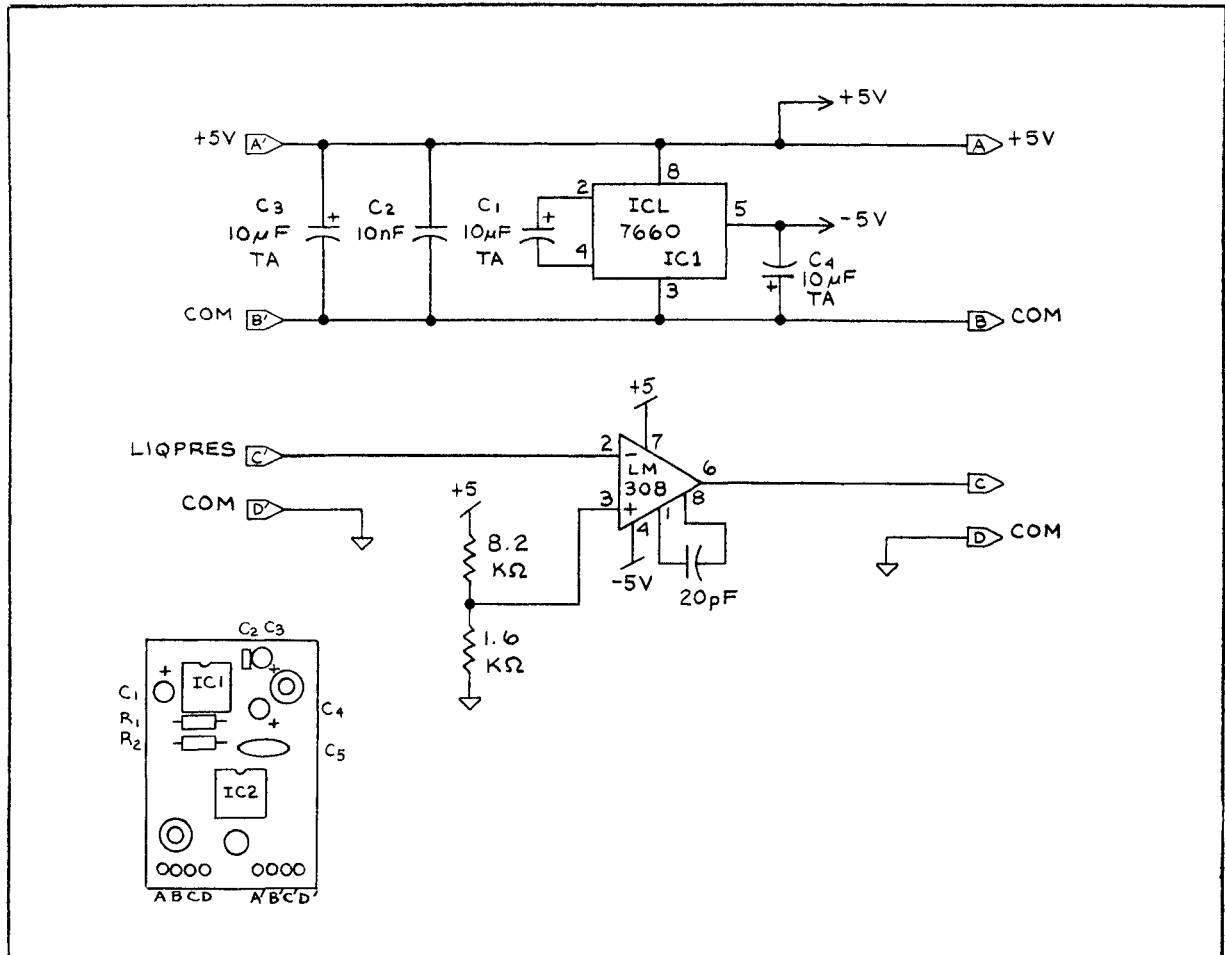 +5V
+5V A' A +5V
8
C3 10µF TA +
C2 10nF
C1 10µF TA +
2
4
ICL 7660 IC1
5
-5V
C4 10µF TA +
3
COM B' B COM
+5
LIQPRES C' 2 - 7
LM 308
6 C
COM D'
+5
3 +
4 1 8
D COM
8.2 KΩ
-5V
20pF
1.6 KΩ
C2 C3
+
IC1
+
C1
C4
R1
+
R2
C5
IC2
A B C D A' B' C' D'